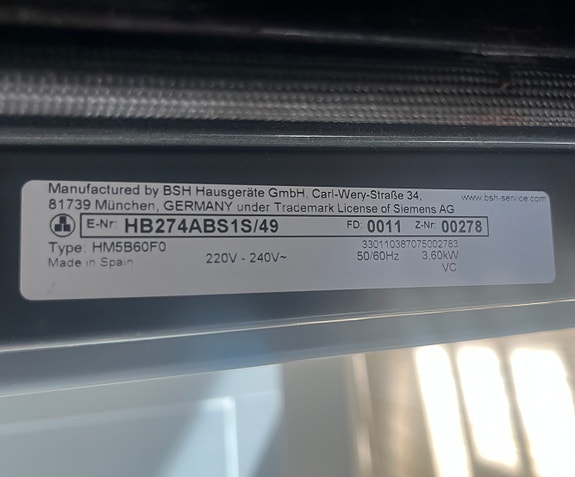 Manufactured by BSH Hausgeräte GmbH, Carl-Wery-Straße 34, www.bsh-service.com
81739 München, GERMANY under Trademark License of Siemens AG
E-Nr: HB274ABS1S/49 FD: 0011 Z-Nr: 00278
Type: HM5B60F0 330110387075002783
Made in Spain 220V - 240V~ 50/60Hz 3,60kW
VC